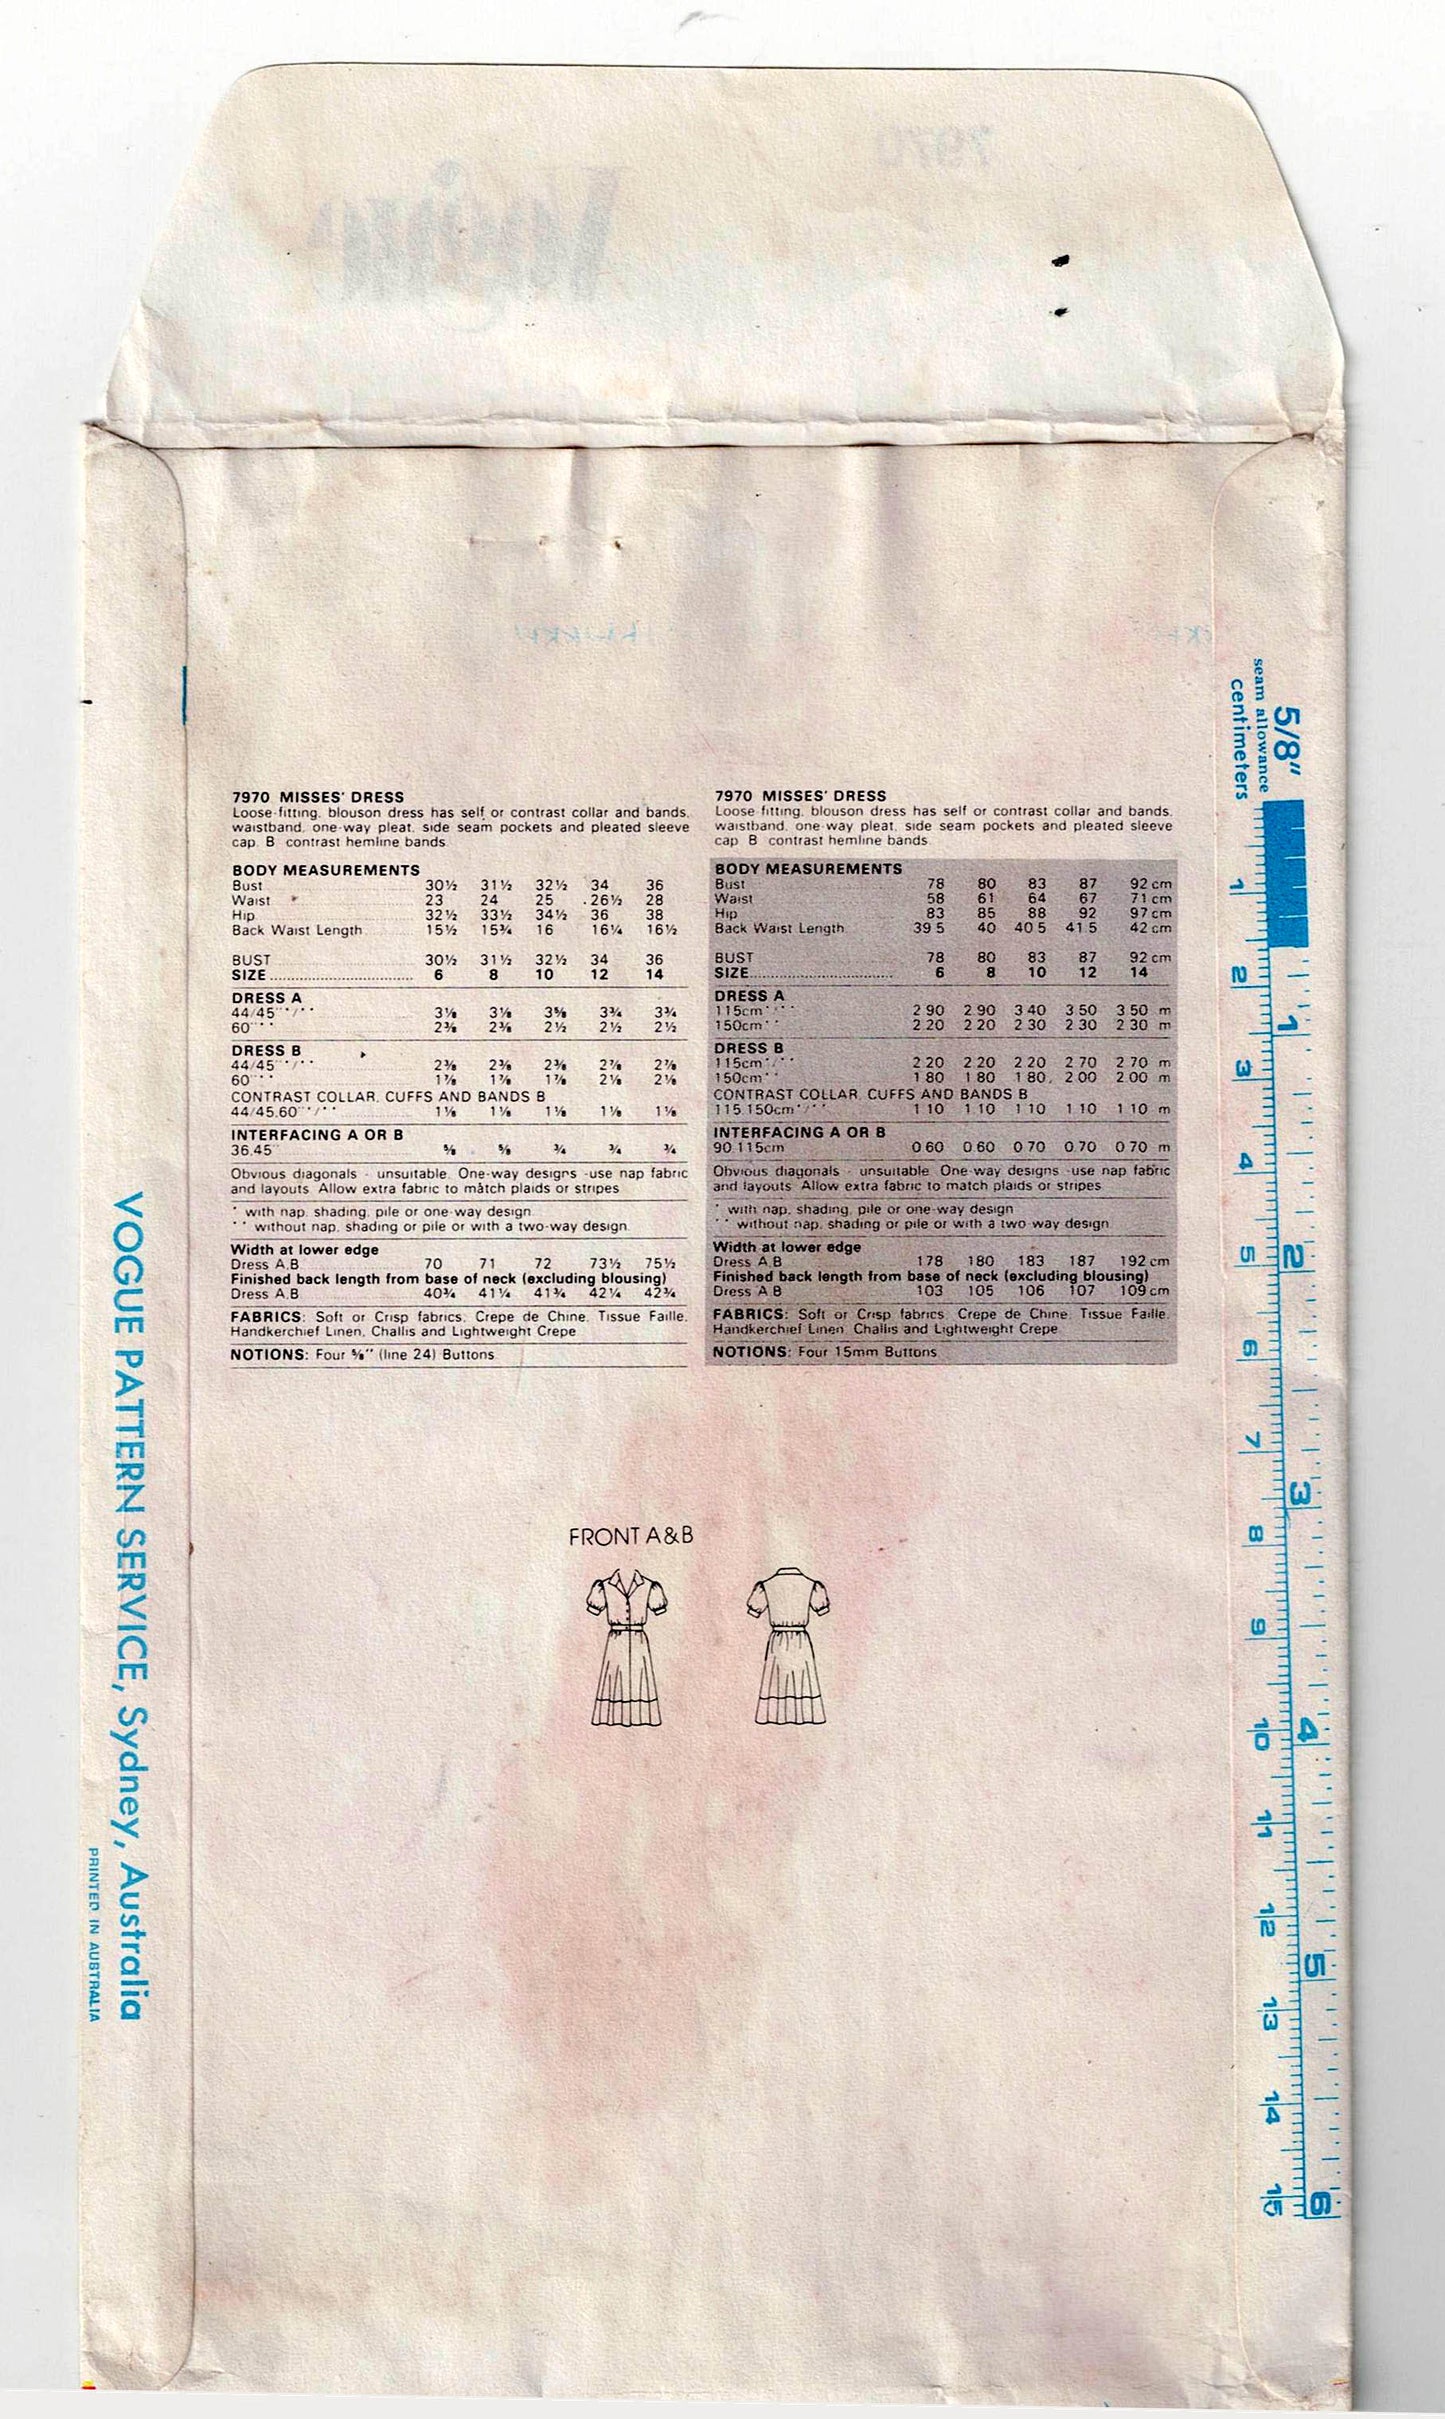 7970 MISSES' DRESS
Loose-fitting, blouson dress has self or contrast collar and bands,
waistband, one-way pleat, side seam pockets and pleated sleeve
cap. B: contrast hemline bands.
BODY MEASUREMENTS
Bust 30½ 31½ 32½ 34 36
Waist 23 24 25 26½ 28
Hip 32½ 33½ 34½ 36 38
Back Waist Length 15½ 15¾ 16 16¼ 16½
BUST 30½ 31½ 32½ 34 36
SIZE 6 8 10 12 14
DRESS A
44/45"*/** 3⅛ 3⅛ 3⅝ 3¾ 3¾
60"** 2⅜ 2⅜ 2½ 2½ 2½
DRESS B
44/45"*/** 2⅜ 2⅜ 2⅜ 2⅞ 2⅞
60"** 1⅞ 1⅞ 1⅞ 2⅛ 2⅛
CONTRAST COLLAR, CUFFS AND BANDS B
44/45,60"*/** 1⅛ 1⅛ 1⅛ 1⅛ 1⅛
INTERFACING A OR B
36,45" ⅝ ⅝ ¾ ¾ ¾
Obvious diagonals - unsuitable. One-way designs -use nap fabric
and layouts. Allow extra fabric to match plaids or stripes
* with nap, shading, pile or one-way design.
** without nap, shading or pile or with a two-way design.
Width at lower edge
Dress A,B 70 71 72 73½ 75½
Finished back length from base of neck (excluding blousing)
Dress A,B 40¾ 41¼ 41¾ 42¼ 42¾
FABRICS: Soft or Crisp fabrics, Crepe de Chine, Tissue Faille,
Handkerchief Linen, Challis and Lightweight Crepe
NOTIONS: Four ⅝" (line 24) Buttons
7970 MISSES' DRESS
Loose-fitting, blouson dress has self or contrast collar and bands,
waistband, one-way pleat, side seam pockets and pleated sleeve
cap. B: contrast hemline bands.
BODY MEASUREMENTS
Bust 78 80 83 87 92 cm
Waist 58 61 64 67 71 cm
Hip 83 85 88 92 97 cm
Back Waist Length 39.5 40 40.5 41.5 42 cm
BUST 78 80 83 87 92 cm
SIZE 6 8 10 12 14
DRESS A
115cm*/** 2.90 2.90 3.40 3.50 3.50 m
150cm** 2.20 2.20 2.30 2.30 2.30 m
DRESS B
115cm*/** 2.20 2.20 2.20 2.70 2.70 m
150cm** 1.80 1.80 1.80 2.00 2.00 m
CONTRAST COLLAR, CUFFS AND BANDS B
115,150cm*/** 1.10 1.10 1.10 1.10 1.10 m
INTERFACING A OR B
90,115cm 0.60 0.60 0.70 0.70 0.70 m
Obvious diagonals - unsuitable. One-way designs -use nap fabric
and layouts. Allow extra fabric to match plaids or stripes
* with nap, shading, pile or one-way design
** without nap, shading or pile or with a two-way design
Width at lower edge
Dress A,B 178 180 183 187 192 cm
Finished back length from base of neck (excluding blousing)
Dress A,B 103 105 106 107 109 cm
FABRICS: Soft or Crisp fabrics, Crepe de Chine, Tissue Faille,
Handkerchief Linen, Challis and Lightweight Crepe
NOTIONS: Four 15mm Buttons
FRONT A&B
VOGUE PATTERN SERVICE, Sydney, Australia
PRINTED IN AUSTRALIA
5/8"
seam allowance
centimeters
1 2 3 4 5 6 7 8 9 10 11 12 13 14 15
1 2 3 4 5 6